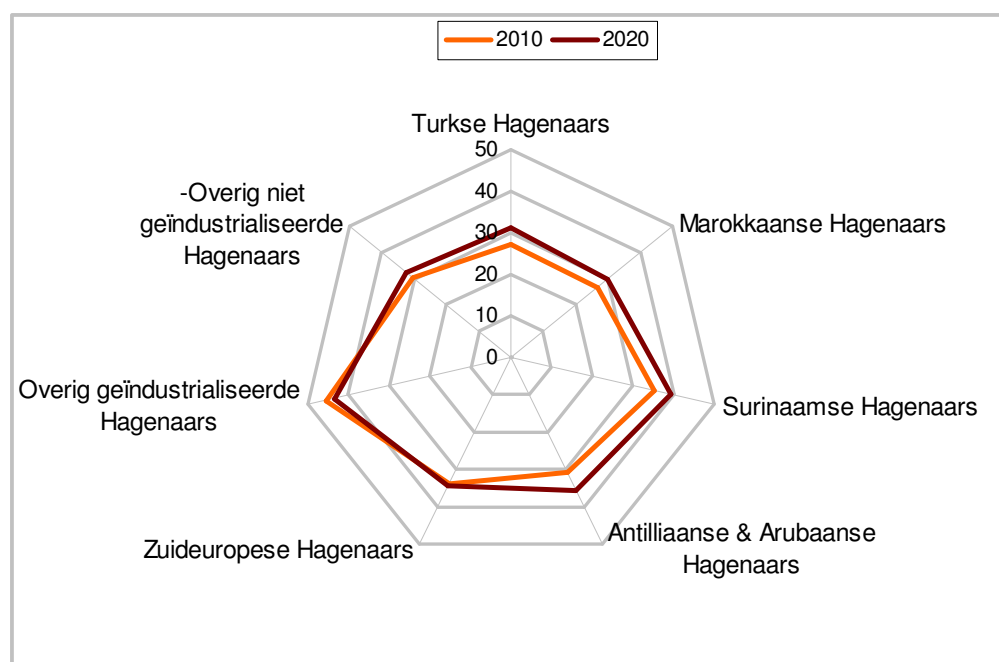 2010 2020
Turkse Hagenaars
50
-Overig niet
geïndustrialiseerde
Hagenaars
40
Marokkaanse Hagenaars
30
20
10
0
Overig geïndustrialiseerde
Hagenaars
Surinaamse Hagenaars
Antilliaanse & Arubaanse
Hagenaars
Zuideuropese Hagenaars